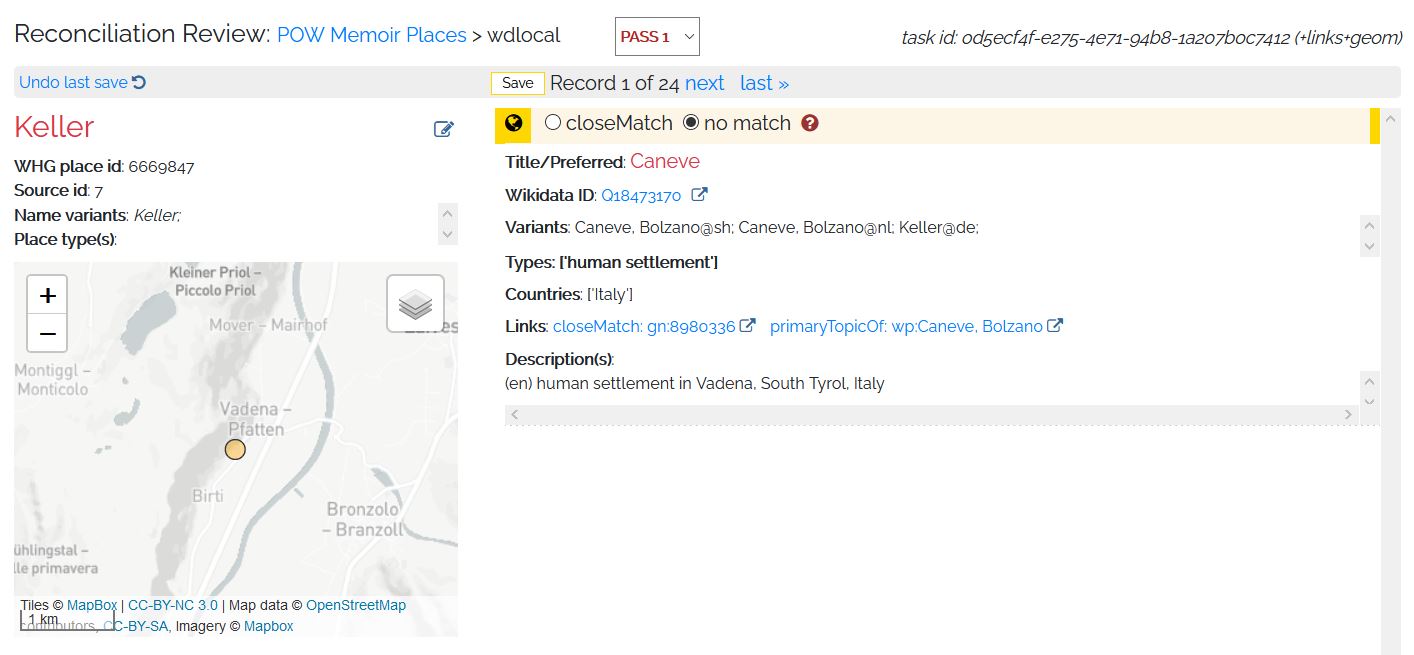 Reconciliation Review: POW Memoir Places > wdlocal
PASS 1
task id: 0d5ecf4f-e275-4e71-94b8-1a207b0c7412 (+links+geom)
Undo last save
Save
Record 1 of 24 next last »
Keller
WHG place id: 6669847
Source id: 7
Name variants: Keller;
Place type(s):
+
−
Kleiner Priol –
Piccolo Priol
Mover – Mairhof
Montiggl –
Monticolo
Vadena –
Pfatten
Birti
Bronzolo
– Branzoll
ühlingstal –
lle primavera
Tiles © MapBox | CC-BY-NC 3.0 | Map data © OpenStreetMap
contributors, CC-BY-SA, Imagery © Mapbox
1 km
closeMatch no match ?
Title/Preferred: Caneve
Wikidata ID: Q18473170
Variants: Caneve, Bolzano@sh; Caneve, Bolzano@nl; Keller@de;
Types: ['human settlement']
Countries: ['Italy']
Links: closeMatch: gn:8980336 primaryTopicOf: wp:Caneve, Bolzano
Description(s):
(en) human settlement in Vadena, South Tyrol, Italy